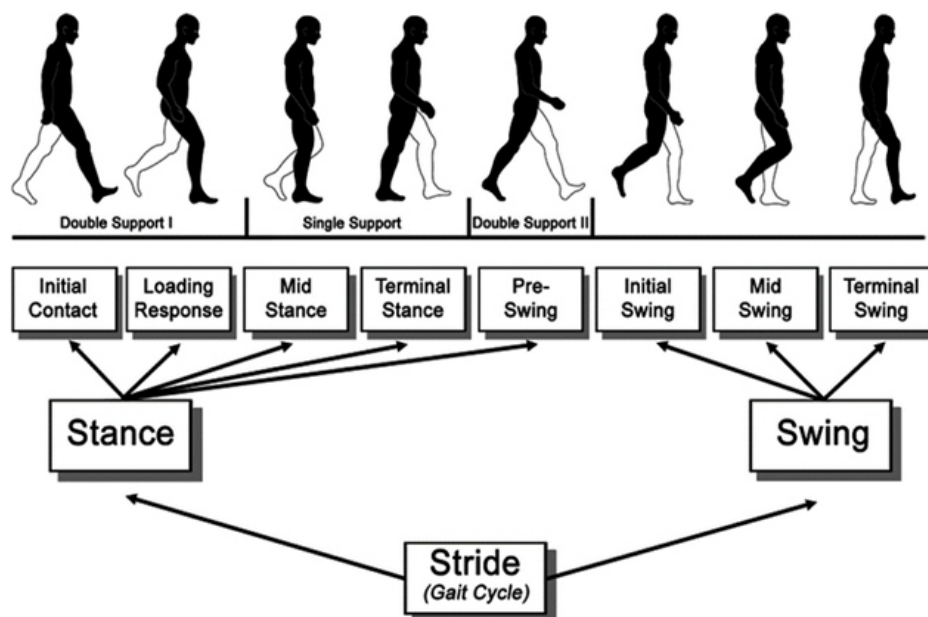 Double Support I
Single Support
Double Support II
Initial
Contact
Loading
Response
Mid
Stance
Terminal
Stance
Pre-
Swing
Initial
Swing
Mid
Swing
Terminal
Swing
Stance
Swing
Stride
(Gait Cycle)